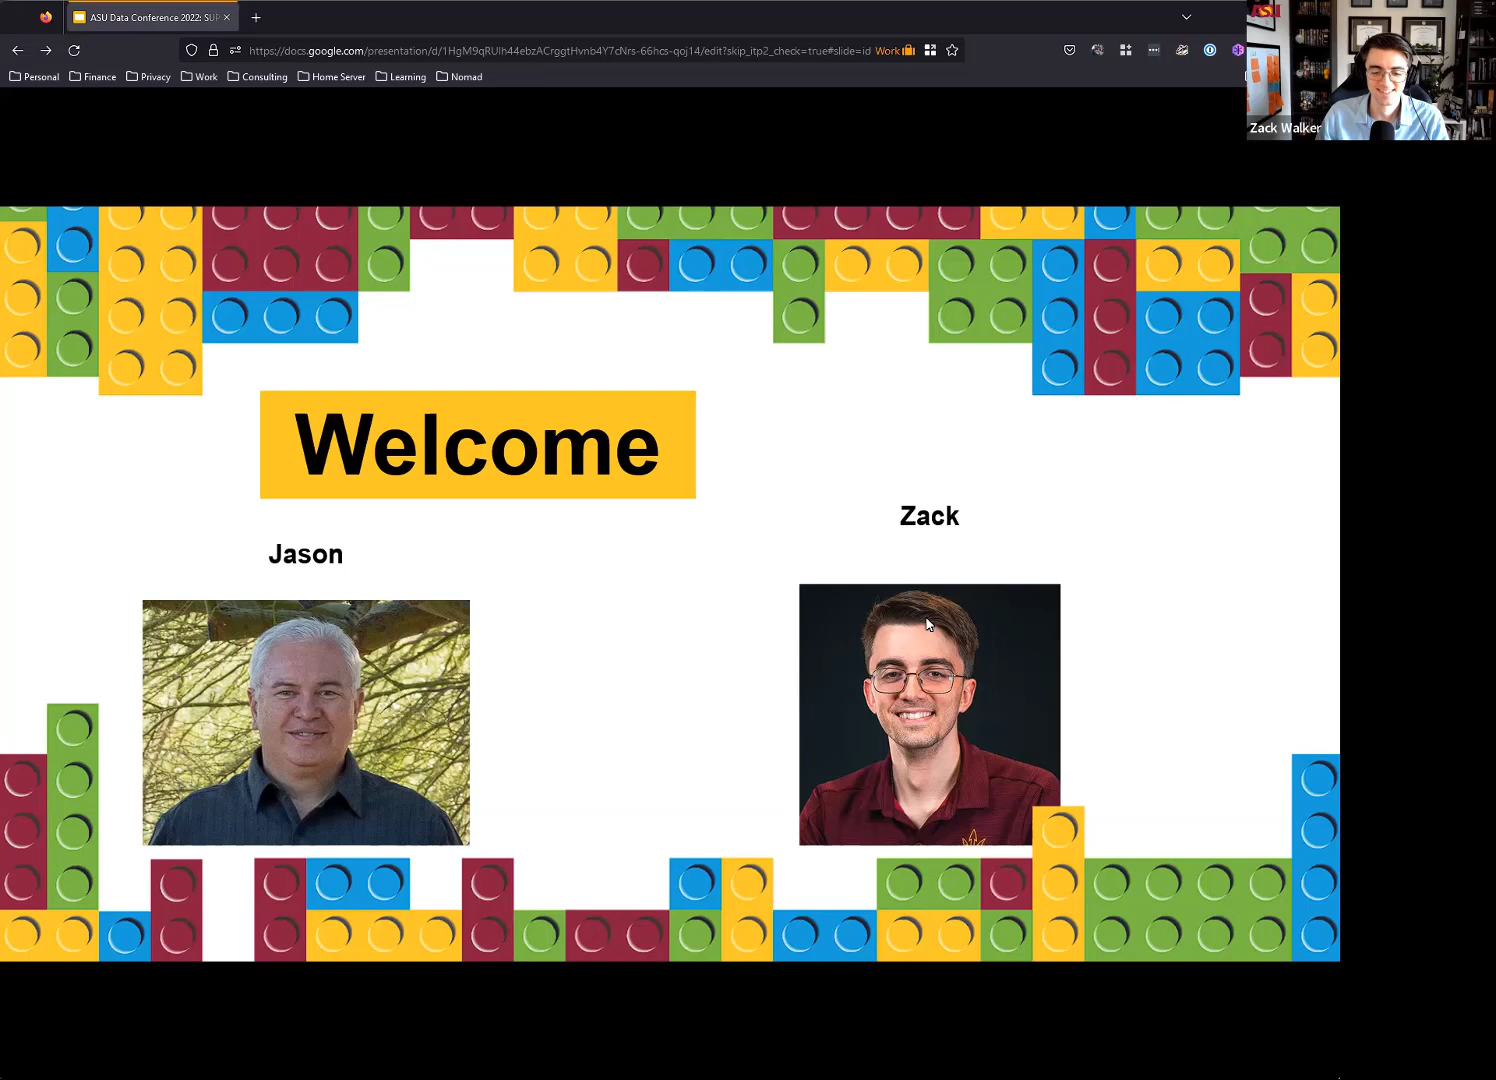 ASU Data Conference 2022: SUP
https://docs.google.com/presentation/d/1HgM9qRUlh44ebzACrggtHvnb4Y7cNrs-66hcs-qoj14/edit?skip_itp2_check=true#slide=id
Work
Personal
Finance
Privacy
Work
Consulting
Home Server
Learning
Nomad
ASU
Zack Walker
Welcome
Zack
Jason